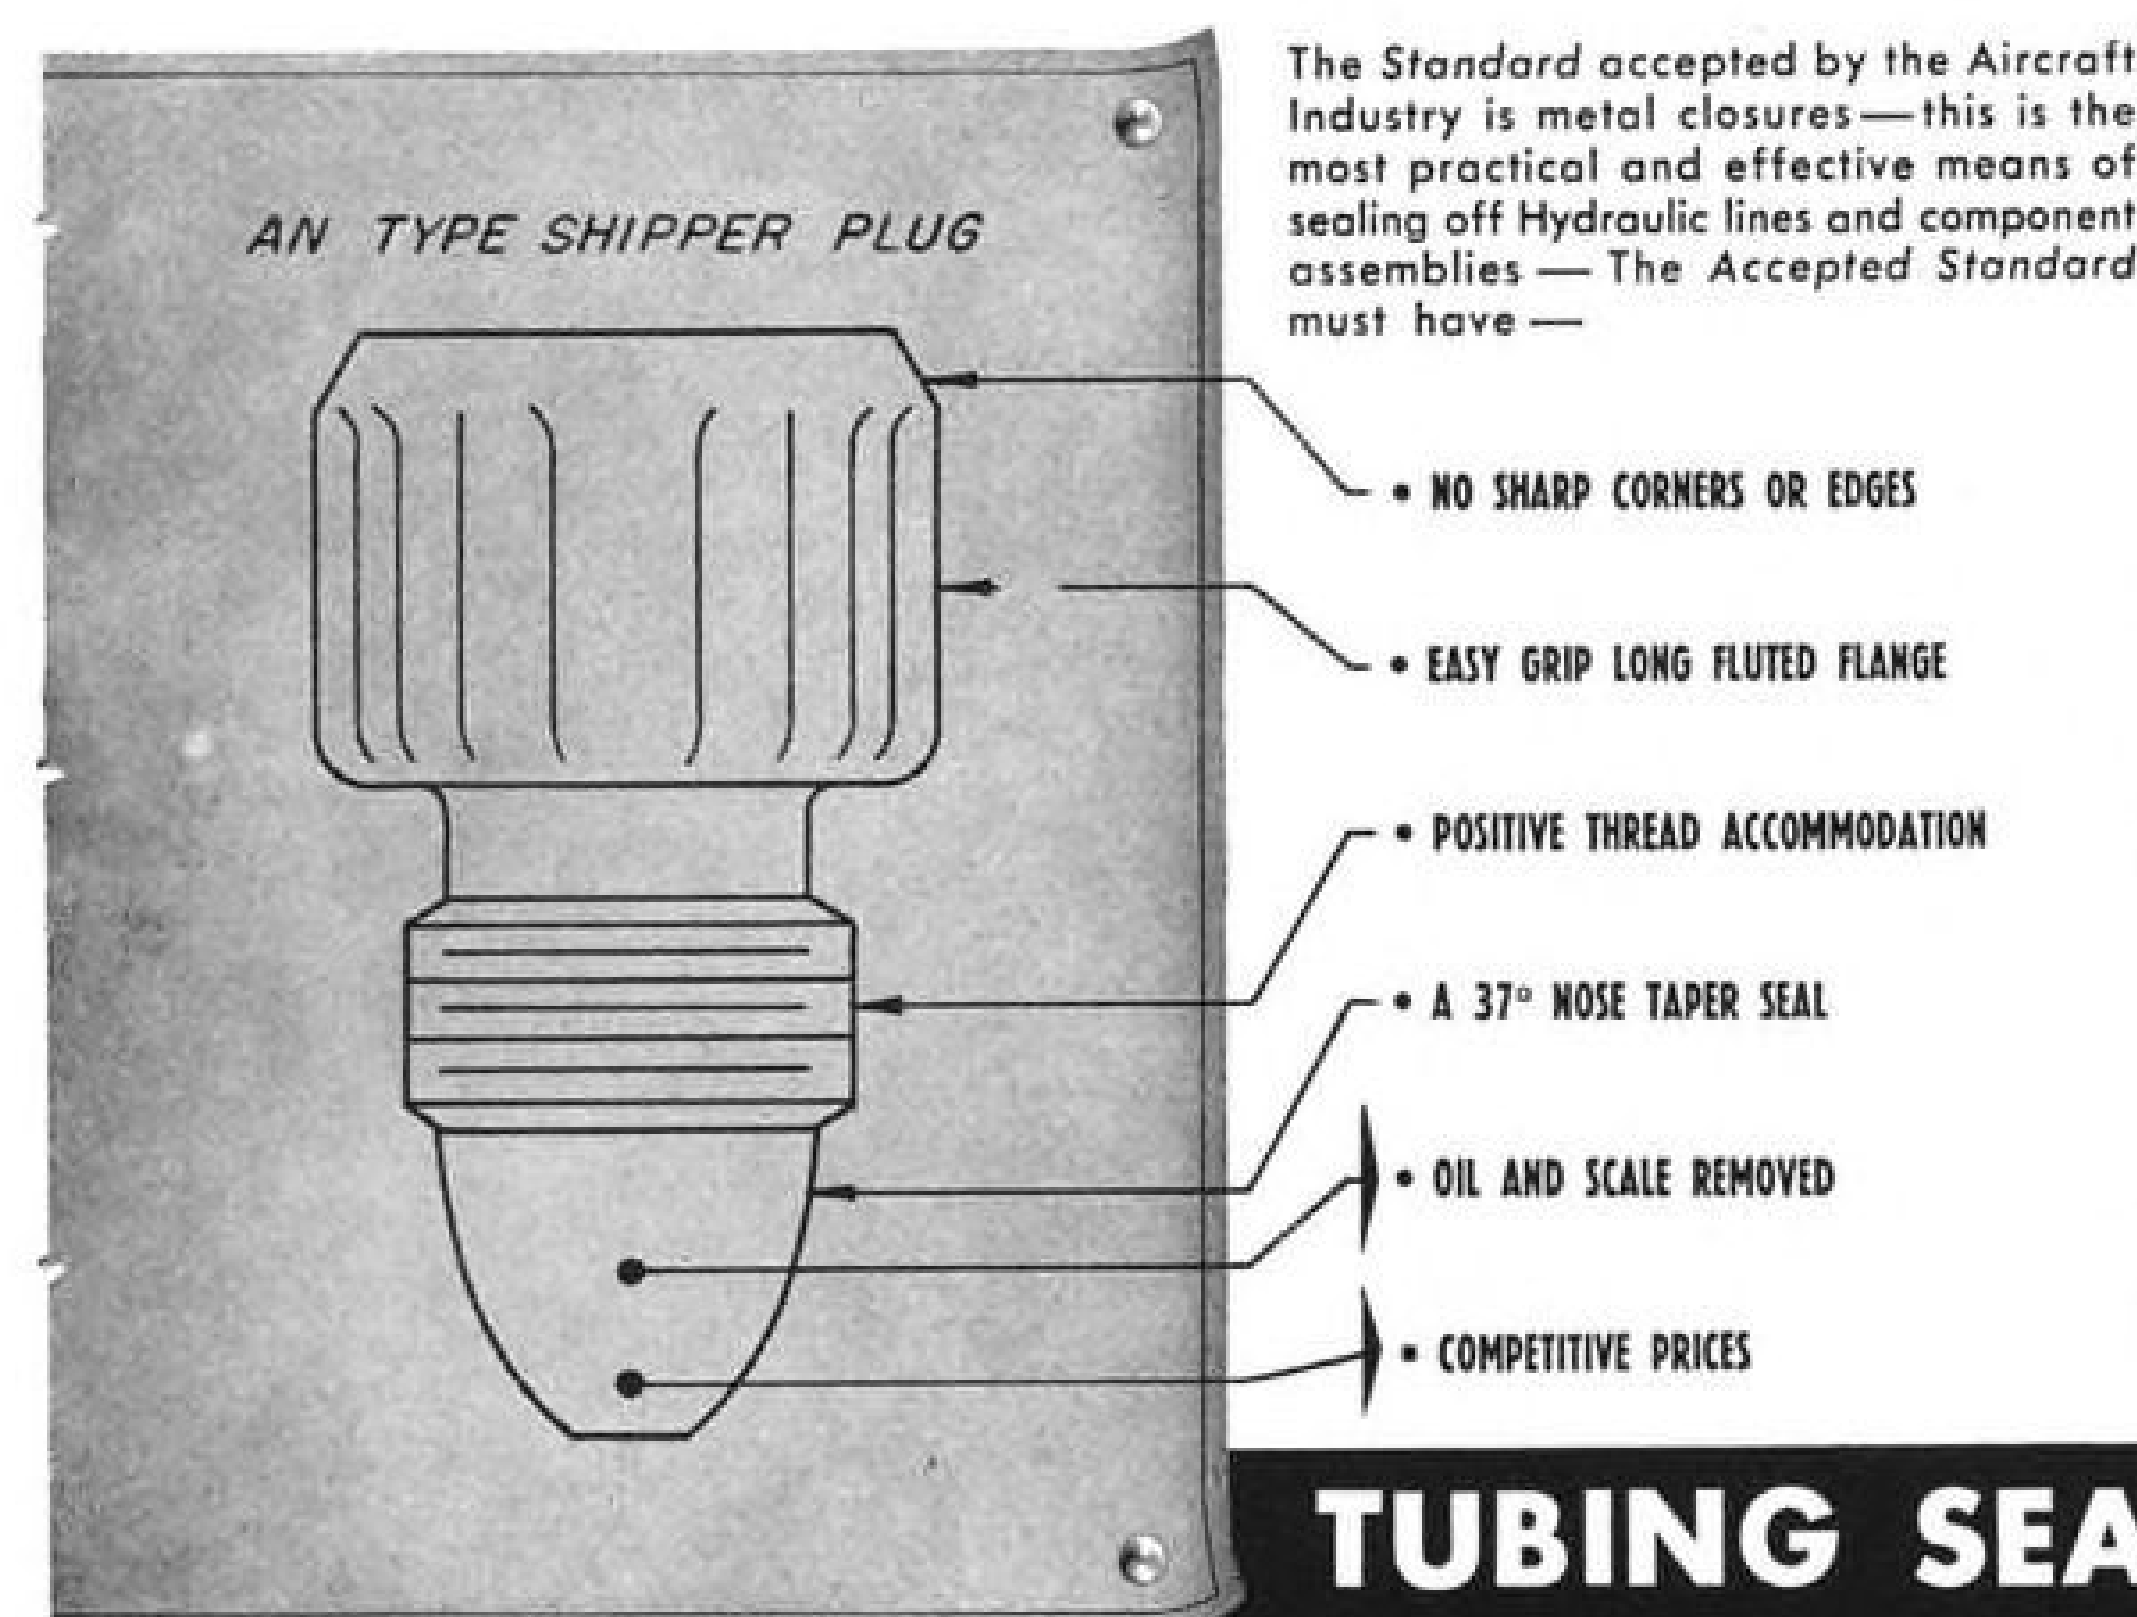 AN TYPE SHIPPER PLUG
The Standard accepted by the Aircraft
Industry is metal closures — this is the
most practical and effective means of
sealing off Hydraulic lines and component
assemblies — The Accepted Standard
must have —
• NO SHARP CORNERS OR EDGES
• EASY GRIP LONG FLUTED FLANGE
• POSITIVE THREAD ACCOMMODATION
• A 37° NOSE TAPER SEAL
• OIL AND SCALE REMOVED
• COMPETITIVE PRICES
TUBING SEA